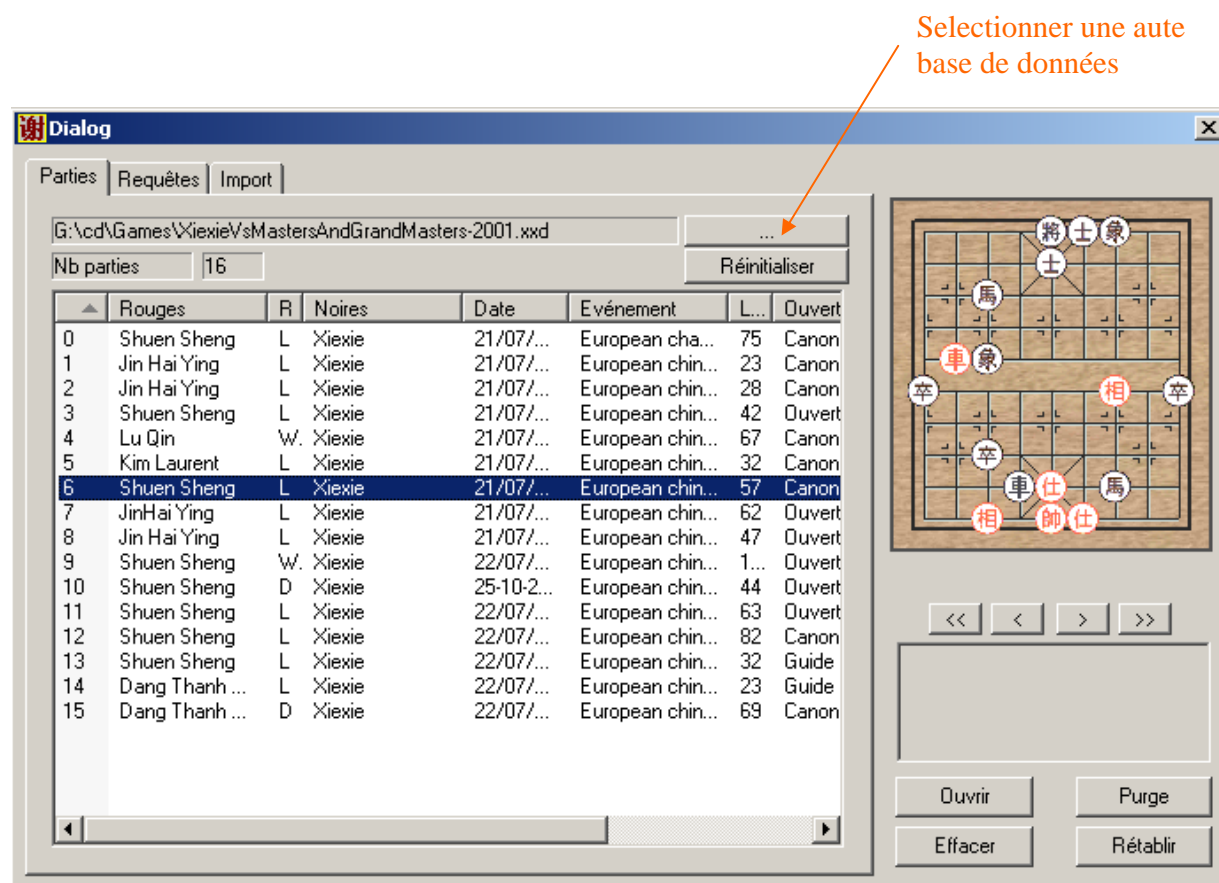 Selectionner une aute
base de données
谢 Dialog
Parties Requêtes Import
G:\cd\Games\XiexieVsMastersAndGrandMasters-2001.xxd ...
Nb parties 16 Réinitialiser
Rouges R Noires Date Evénement L... Ouvert
0 Shuen Sheng L Xiexie 21/07/... European cha... 75 Canon
1 Jin Hai Ying L Xiexie 21/07/... European chin... 23 Canon
2 Jin Hai Ying L Xiexie 21/07/... European chin... 28 Canon
3 Shuen Sheng L Xiexie 21/07/... European chin... 42 Ouvert
4 Lu Qin W. Xiexie 21/07/... European chin... 67 Canon
5 Kim Laurent L Xiexie 21/07/... European chin... 32 Canon
6 Shuen Sheng L Xiexie 21/07/... European chin... 57 Canon
7 JinHai Ying L Xiexie 21/07/... European chin... 62 Ouvert
8 Jin Hai Ying L Xiexie 21/07/... European chin... 47 Ouvert
9 Shuen Sheng W. Xiexie 22/07/... European chin... 1... Ouvert
10 Shuen Sheng D Xiexie 25-10-2... European chin... 44 Ouvert
11 Shuen Sheng L Xiexie 22/07/... European chin... 63 Ouvert
12 Shuen Sheng L Xiexie 22/07/... European chin... 82 Canon
13 Shuen Sheng L Xiexie 22/07/... European chin... 32 Guide
14 Dang Thanh ... L Xiexie 22/07/... European chin... 23 Guide
15 Dang Thanh ... D Xiexie 22/07/... European chin... 69 Canon
將 士 象
士
馬
車 象
卒 相 卒
卒
車 仕 馬
相 帥 仕
<< < > >>
Ouvrir Purge
Effacer Rétablir